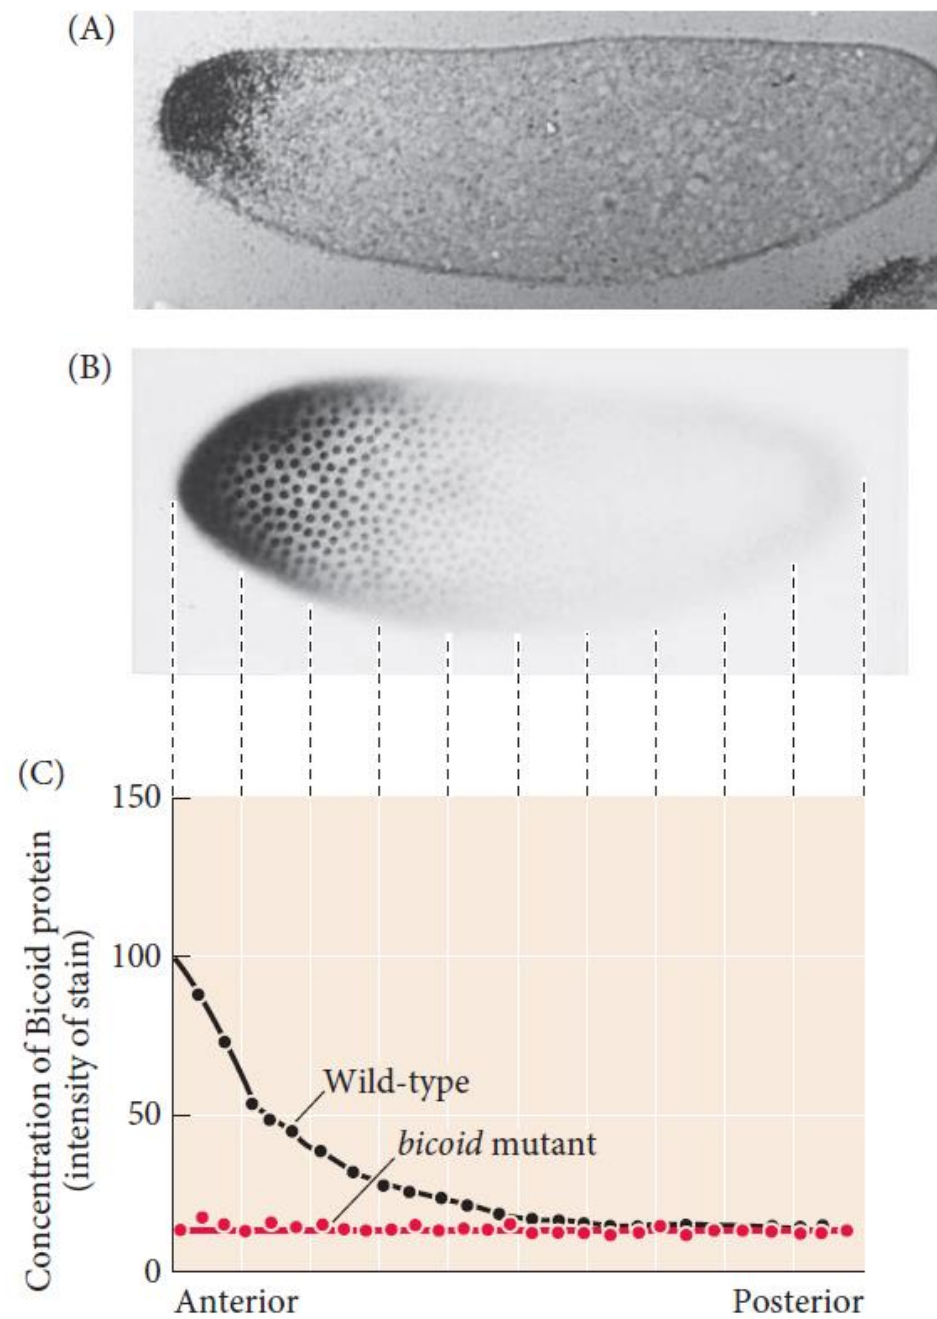 (A)
(B)
(C)
150
100
50
0
Concentration of Bicoid protein
(intensity of stain)
Wild-type
bicoid mutant
Anterior
Posterior